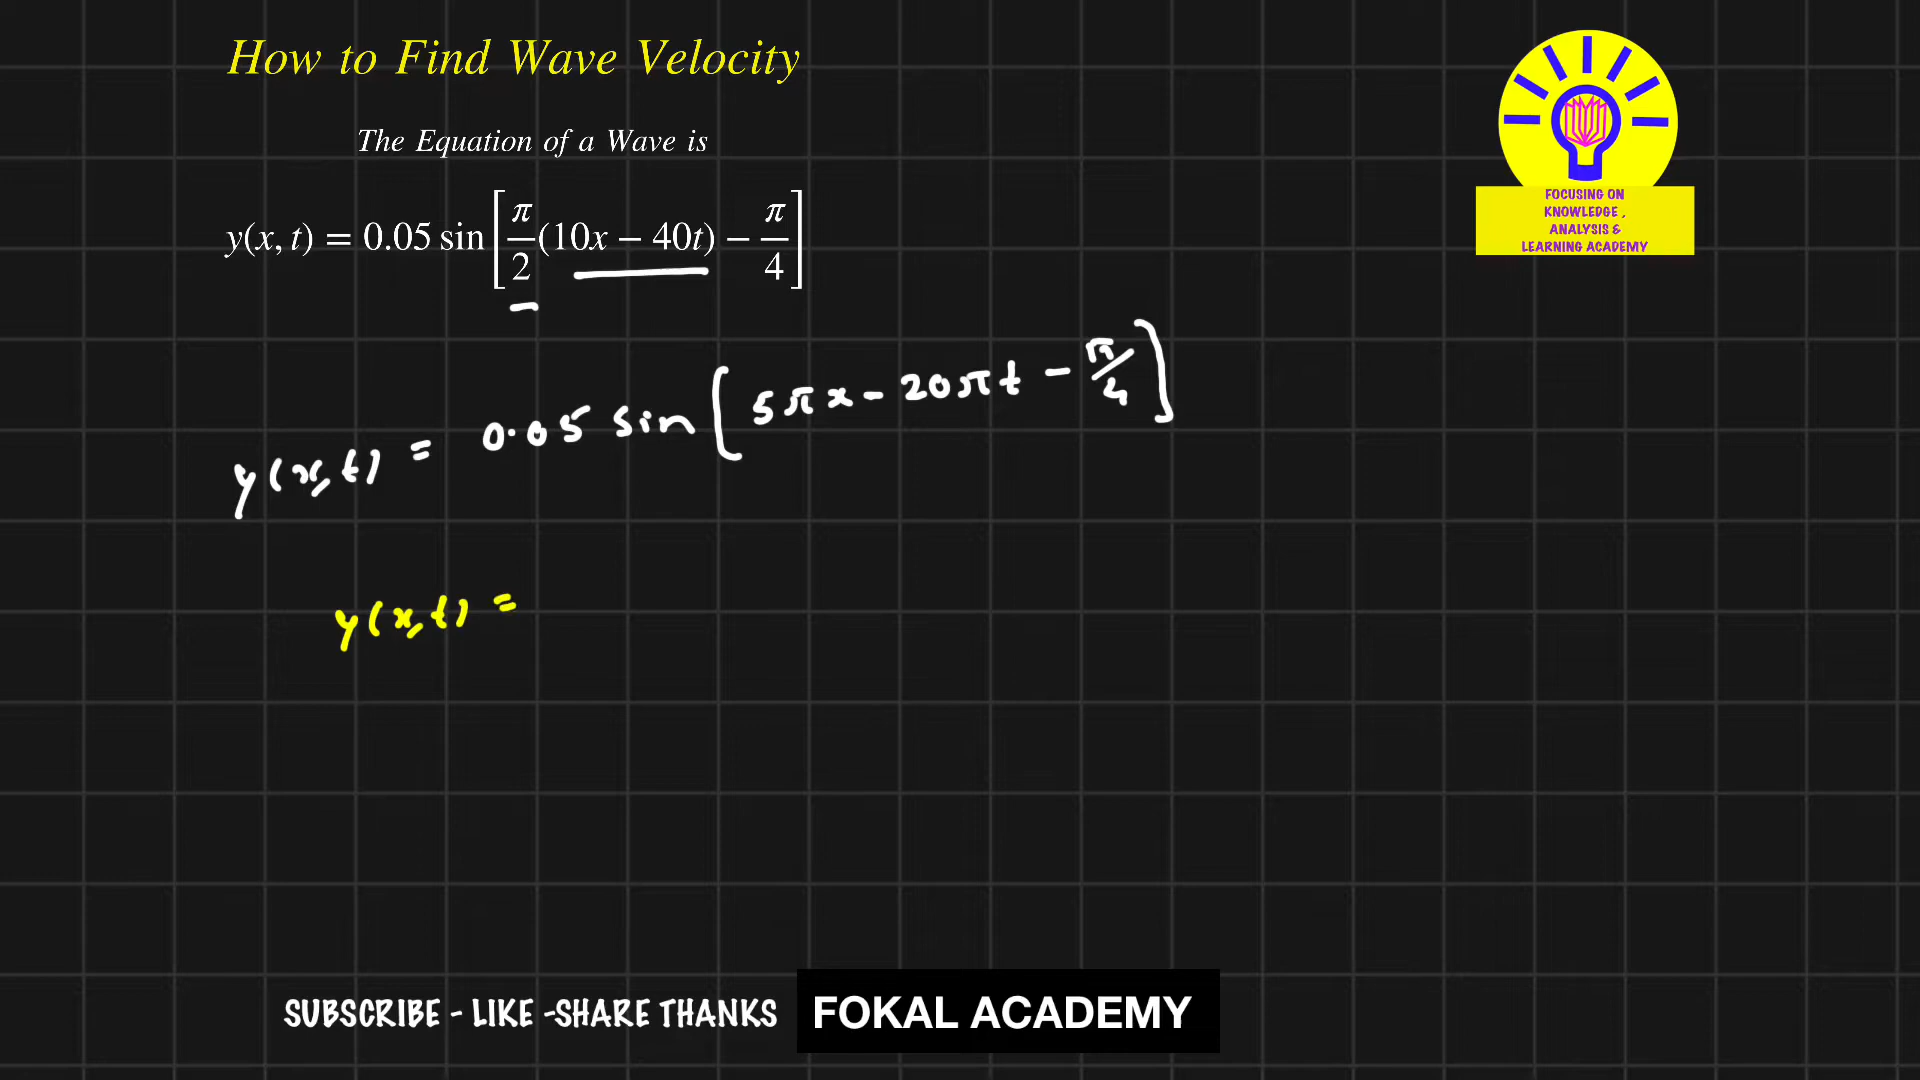 How to Find Wave Velocity
The Equation of a Wave is
y(x, t) = 0.05 sin[π/2(10x − 40t) − π/4]
y(x,t) = 0.05 sin[5πx − 20πt − π/4]
y(x,t) =
FOCUSING ON
KNOWLEDGE ,
ANALYSIS &
LEARNING ACADEMY
SUBSCRIBE - LIKE -SHARE THANKS
FOKAL ACADEMY